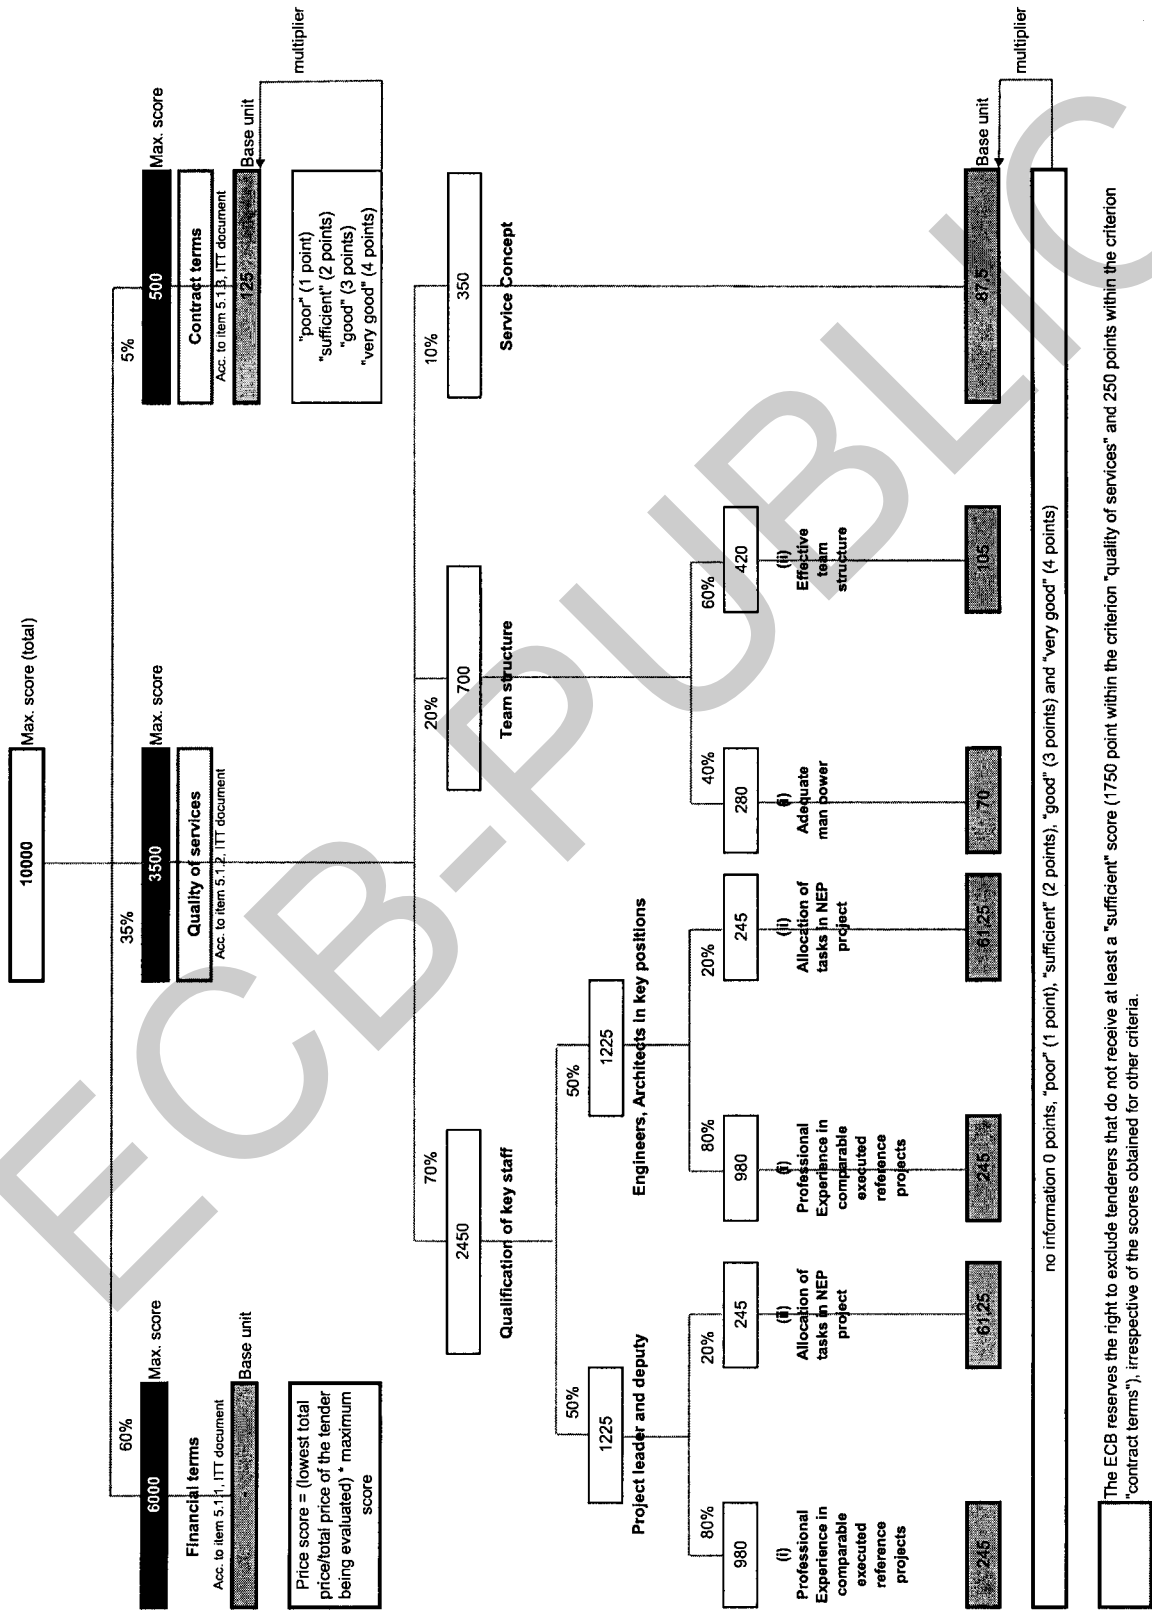 10000
Max. score (total)
60%
35%
5%
6000
Max. score
3500
Max. score
500
Max. score
Financial terms
Quality of services
Contract terms
Acc. to item 5.1.1, ITT document
Acc. to item 5.1.2, ITT document
Acc. to item 5.1.3, ITT document
-
Base unit
125
Base unit
Price score = (lowest total
price/total price of the tender
being evaluated) * maximum
score
"poor" (1 point)
"sufficient" (2 points)
"good" (3 points)
"very good" (4 points)
multiplier
70%
20%
10%
2450
700
350
Qualification of key staff
Team structure
Service Concept
50%
50%
1225
1225
Project leader and deputy
Engineers, Architects in key positions
80%
20%
80%
20%
40%
60%
980
245
980
245
280
420
(i)
Professional
Experience in
comparable
executed
reference
projects
(ii)
Allocation of
tasks in NEP
project
(i)
Professional
Experience in
comparable
executed
reference
projects
(ii)
Allocation of
tasks in NEP
project
(i)
Adequate
man power
(ii)
Effective
team
structure
245
61,25
245
61,25
70
105
87,5
Base unit
no information 0 points, "poor" (1 point), "sufficient" (2 points), "good" (3 points) and "very good" (4 points)
multiplier
The ECB reserves the right to exclude tenderers that do not receive at least a "sufficient" score (1750 point within the criterion "quality of services" and 250 points within the criterion
"contract terms"), irrespective of the scores obtained for other criteria.
ECB-PUBLIC